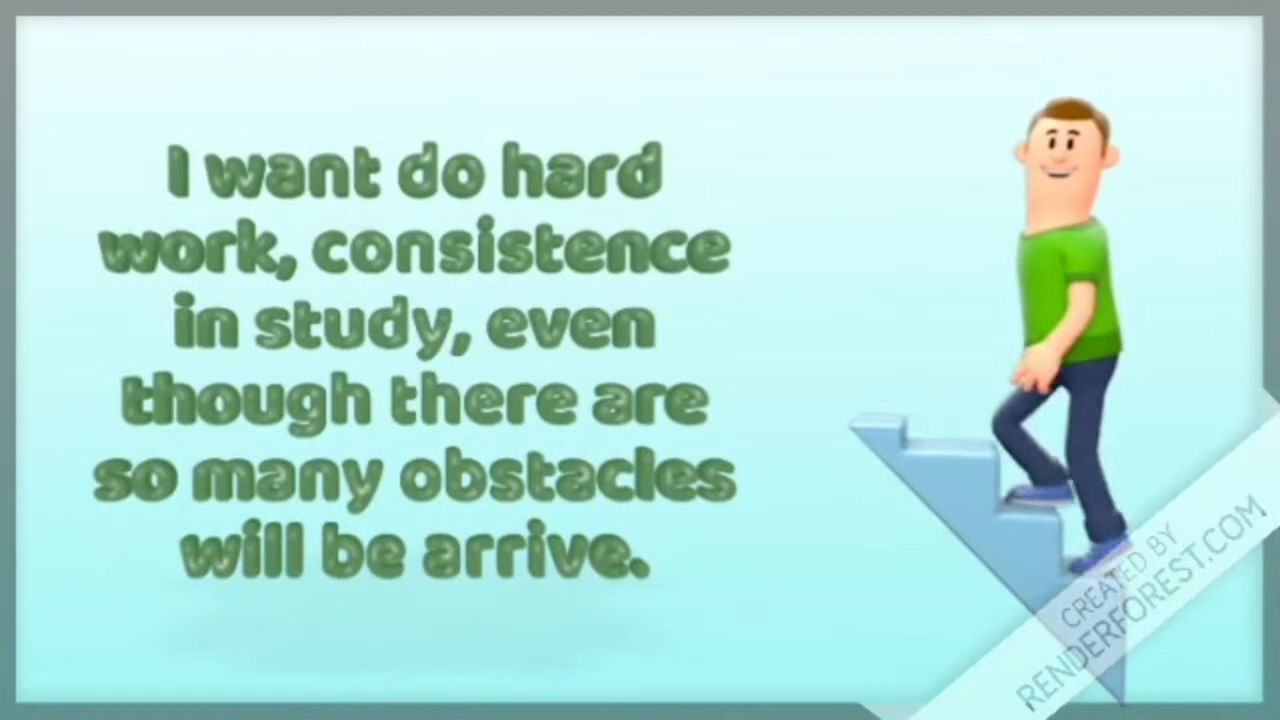 I want do hard
work, consistence
in study, even
though there are
so many obstacles
will be arrive.
CREATED BY
RENDERFOREST.COM